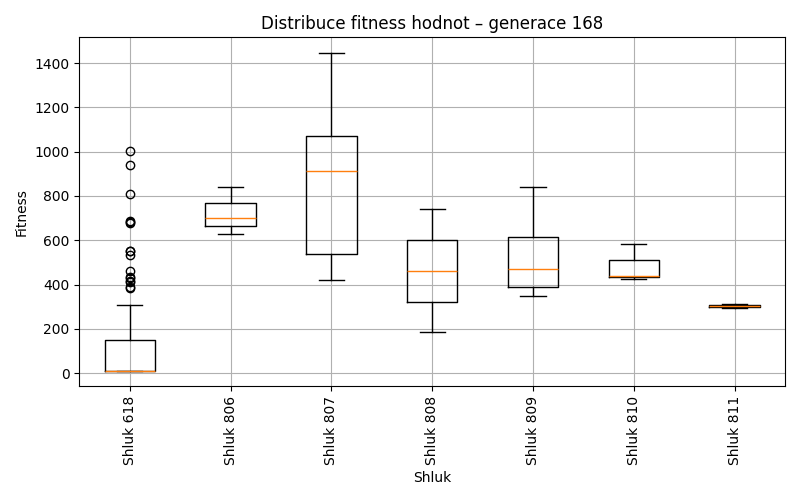 Distribuce fitness hodnot – generace 168
Fitness
1400
1200
1000
800
600
400
200
0
Shluk 618
Shluk 806
Shluk 807
Shluk 808
Shluk 809
Shluk 810
Shluk 811
Shluk